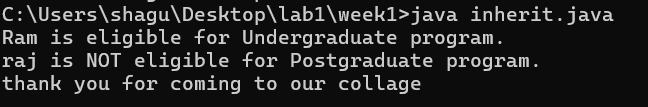 C:\Users\shagu\Desktop\lab1\week1>java inherit.java
Ram is eligible for Undergraduate program.
raj is NOT eligible for Postgraduate program.
thank you for coming to our collage